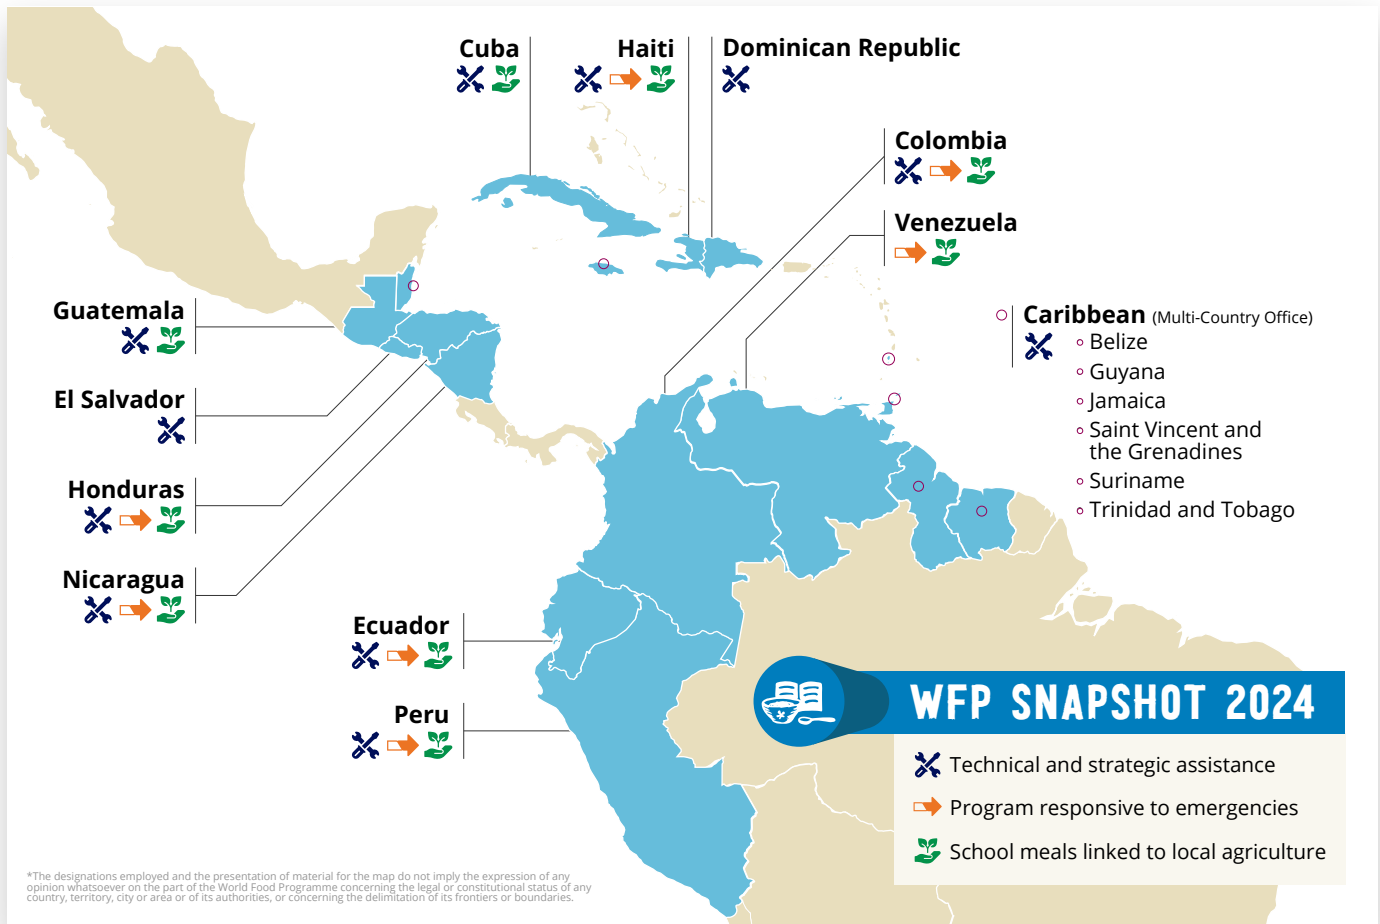 Cuba
Haiti
Dominican Republic
Colombia
Venezuela
Guatemala
El Salvador
Honduras
Nicaragua
Ecuador
Peru
Caribbean (Multi-Country Office)
Belize
Guyana
Jamaica
Saint Vincent and
the Grenadines
Suriname
Trinidad and Tobago
WFP SNAPSHOT 2024
Technical and strategic assistance
Program responsive to emergencies
School meals linked to local agriculture
*The designations employed and the presentation of material for the map do not imply the expression of any
opinion whatsoever on the part of the World Food Programme concerning the legal or constitutional status of any
country, territory, city or area or of its authorities, or concerning the delimitation of its frontiers or boundaries.